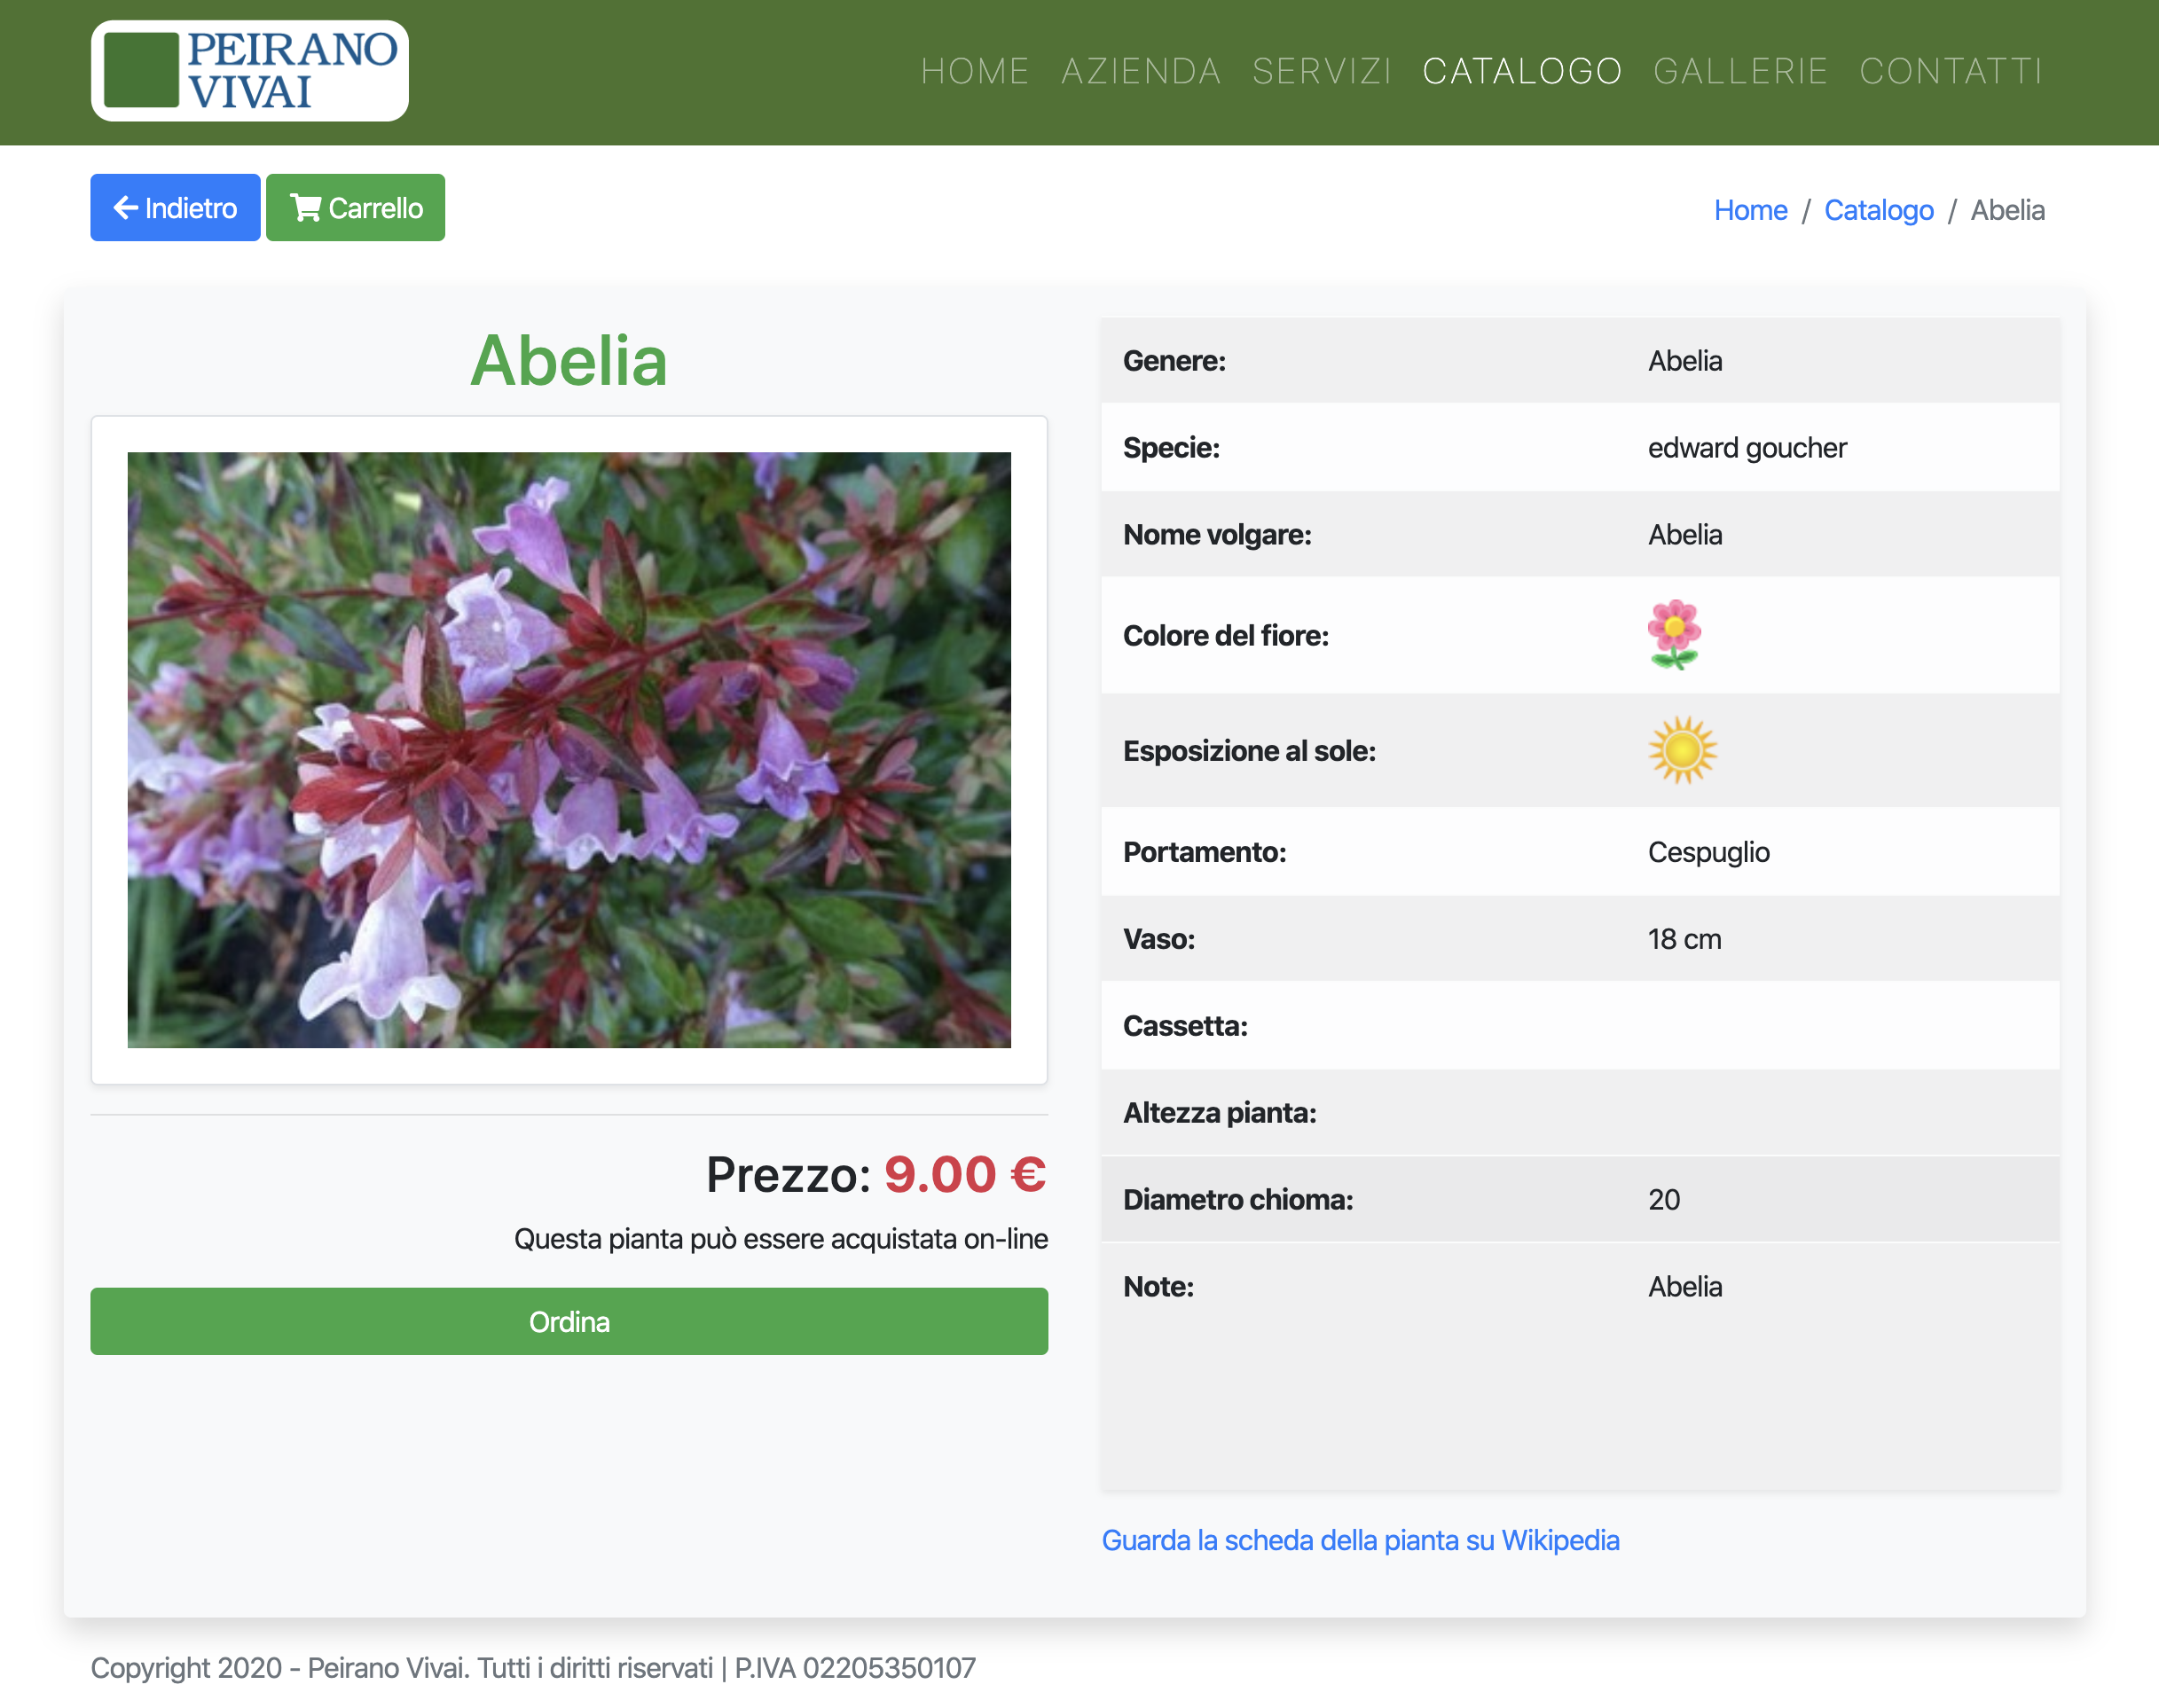 PEIRANO
VIVAI
HOME AZIENDA SERVIZI CATALOGO GALLERIE CONTATTI
Indietro Carrello
Home / Catalogo / Abelia
Abelia
Prezzo: 9.00 €
Questa pianta può essere acquistata on-line
Ordina
Genere: Abelia
Specie: edward goucher
Nome volgare: Abelia
Colore del fiore:
Esposizione al sole:
Portamento: Cespuglio
Vaso: 18 cm
Cassetta:
Altezza pianta:
Diametro chioma: 20
Note: Abelia
Guarda la scheda della pianta su Wikipedia
Copyright 2020 - Peirano Vivai. Tutti i diritti riservati | P.IVA 02205350107